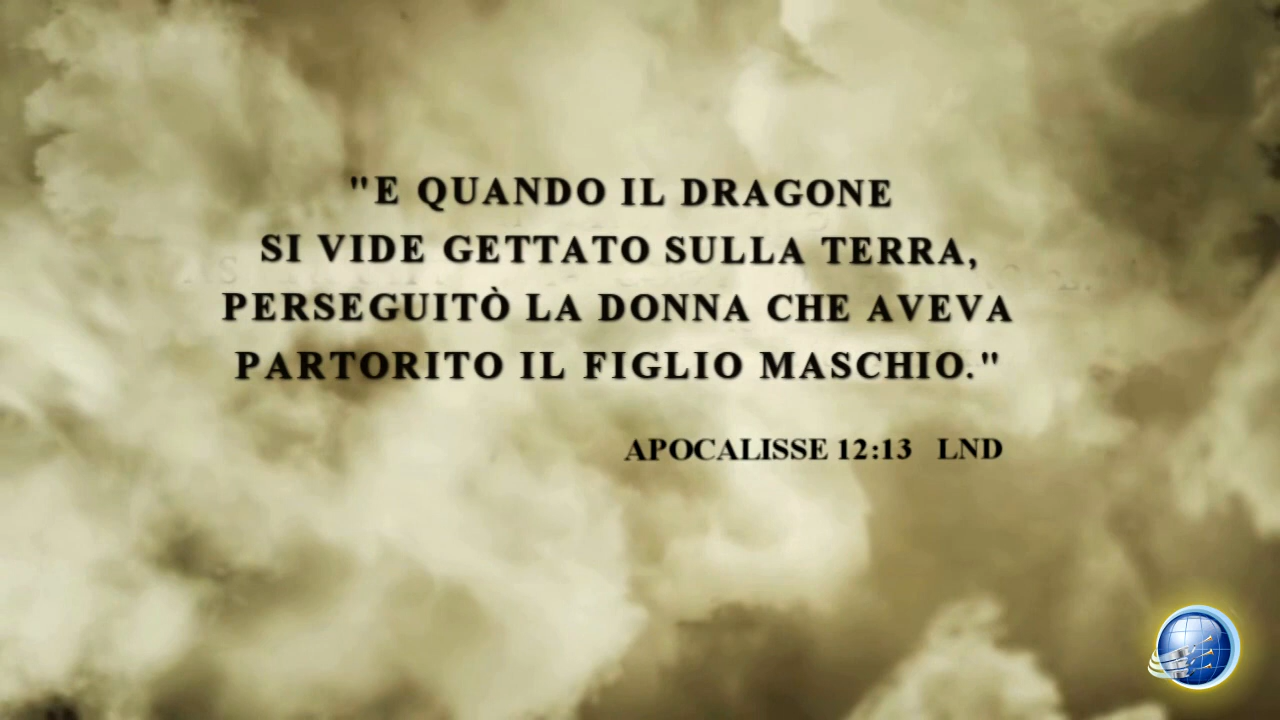 "E QUANDO IL DRAGONE
SI VIDE GETTATO SULLA TERRA,
PERSEGUITÒ LA DONNA CHE AVEVA
PARTORITO IL FIGLIO MASCHIO."
APOCALISSE 12:13 LND